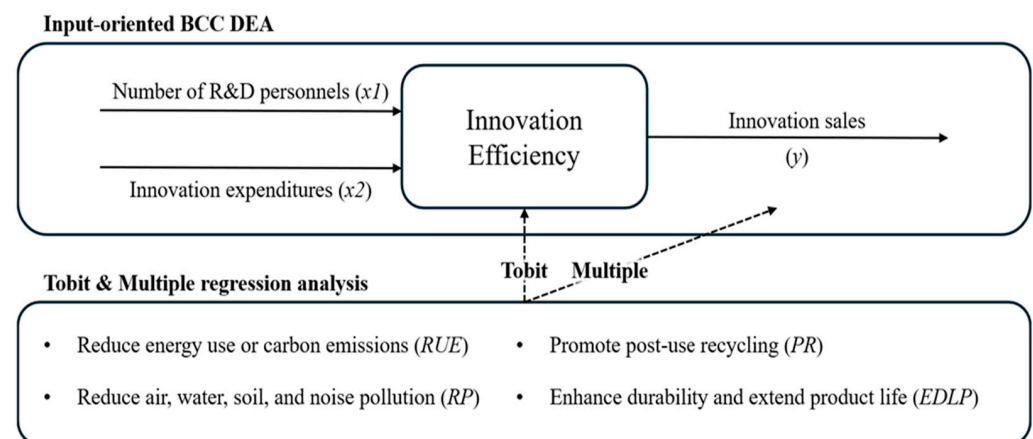 Input-oriented BCC DEA
Number of R&D personnels (x1)
Innovation expenditures (x2)
Innovation
Efficiency
Innovation sales
(y)
Tobit
Multiple
Tobit & Multiple regression analysis
• Reduce energy use or carbon emissions (RUE)
• Promote post-use recycling (PR)
• Reduce air, water, soil, and noise pollution (RP)
• Enhance durability and extend product life (EDLP)